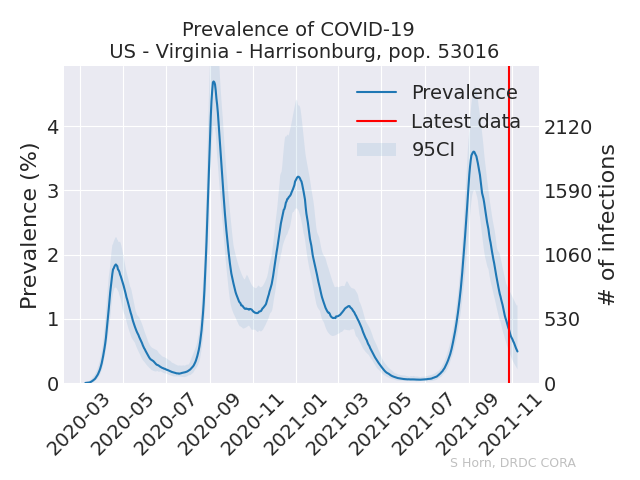 Prevalence of COVID-19
US - Virginia - Harrisonburg, pop. 53016
Prevalence
Latest data
95CI
Prevalence (%)
4
3
2
1
0
2120
1590
1060
530
0
# of infections
2020-03
2020-05
2020-07
2020-09
2020-11
2021-01
2021-03
2021-05
2021-07
2021-09
2021-11
S Horn, DRDC CORA